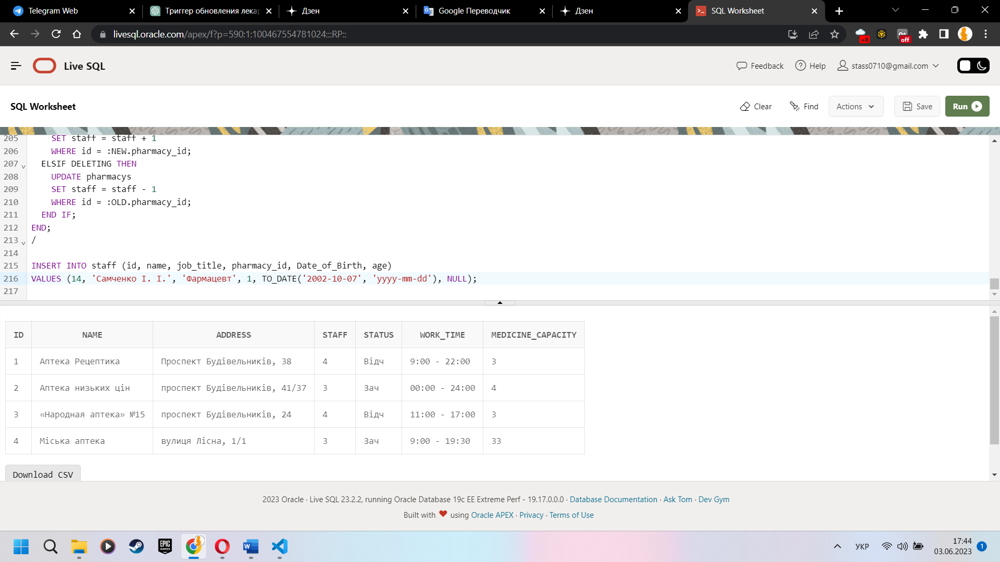 Telegram Web
Триггер обновления лекар
Дзен
Google Переводчик
Дзен
SQL Worksheet
livesql.oracle.com/apex/f?p=590:1:100467554781024:::RP::
+8
off
Live SQL
Feedback
Help
stass0710@gmail.com
SQL Worksheet
Clear
Find
Actions
Save
Run
205 SET staff = staff + 1
206 WHERE id = :NEW.pharmacy_id;
207 ELSIF DELETING THEN
208 UPDATE pharmacys
209 SET staff = staff - 1
210 WHERE id = :OLD.pharmacy_id;
211 END IF;
212 END;
213 /
214
215 INSERT INTO staff (id, name, job_title, pharmacy_id, Date_of_Birth, age)
216 VALUES (14, 'Самченко І. І.', 'Фармацевт', 1, TO_DATE('2002-10-07', 'yyyy-mm-dd'), NULL);
217
ID NAME ADDRESS STAFF STATUS WORK_TIME MEDICINE_CAPACITY
1 Аптека Рецептика Проспект Будівельників, 38 4 Відч 9:00 - 22:00 3
2 Аптека низьких цін проспект Будівельників, 41/37 3 Зач 00:00 - 24:00 4
3 «Народная аптека» №15 проспект Будівельників, 24 4 Відч 11:00 - 17:00 3
4 Міська аптека вулиця Лісна, 1/1 3 Зач 9:00 - 19:30 33
Download CSV
2023 Oracle · Live SQL 23.2.2, running Oracle Database 19c EE Extreme Perf - 19.17.0.0.0 · Database Documentation · Ask Tom · Dev Gym
Built with ❤ using Oracle APEX · Privacy · Terms of Use
EPIC GAMES
W
УКР
17:44
03.06.2023
1